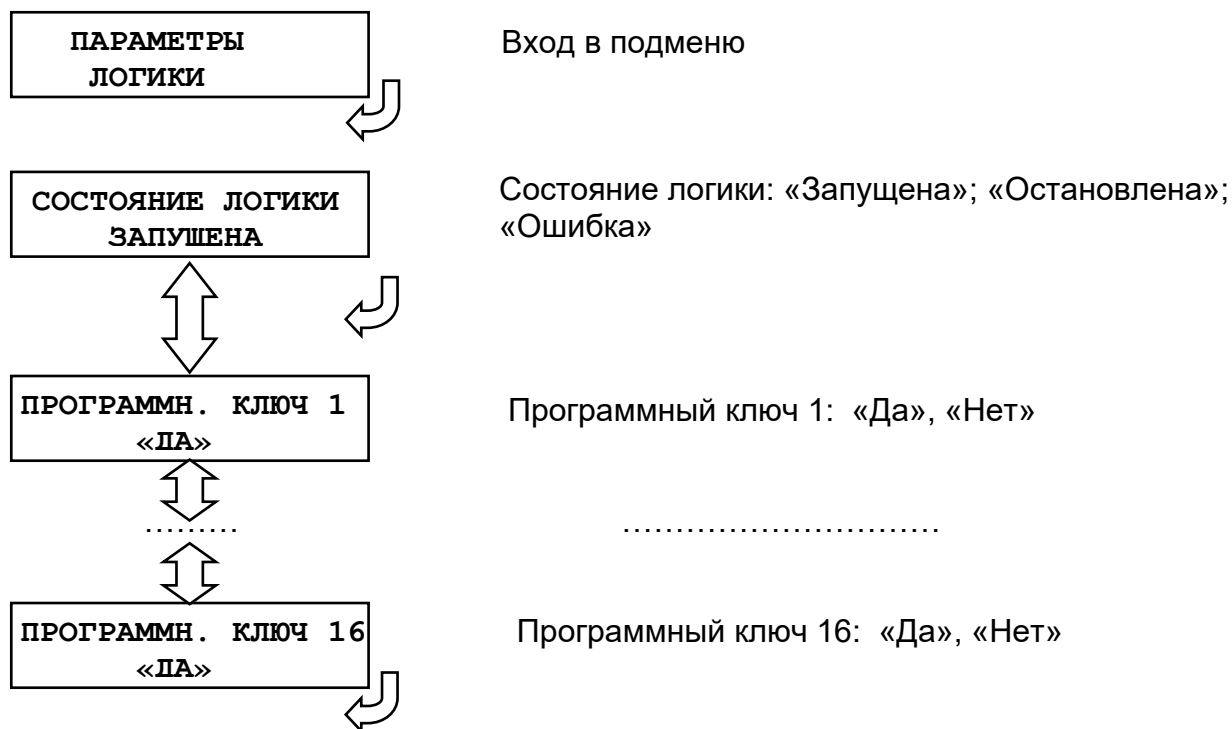 ПАРАМЕТРЫ
ЛОГИКИ
Вход в подменю
СОСТОЯНИЕ ЛОГИКИ
ЗАПУЩЕНА
Состояние логики: «Запущена»; «Остановлена»;
«Ошибка»
ПРОГРАММН. КЛЮЧ 1
«ДА»
Программный ключ 1: «Да», «Нет»
......... ..............................
ПРОГРАММН. КЛЮЧ 16
«ДА»
Программный ключ 16: «Да», «Нет»